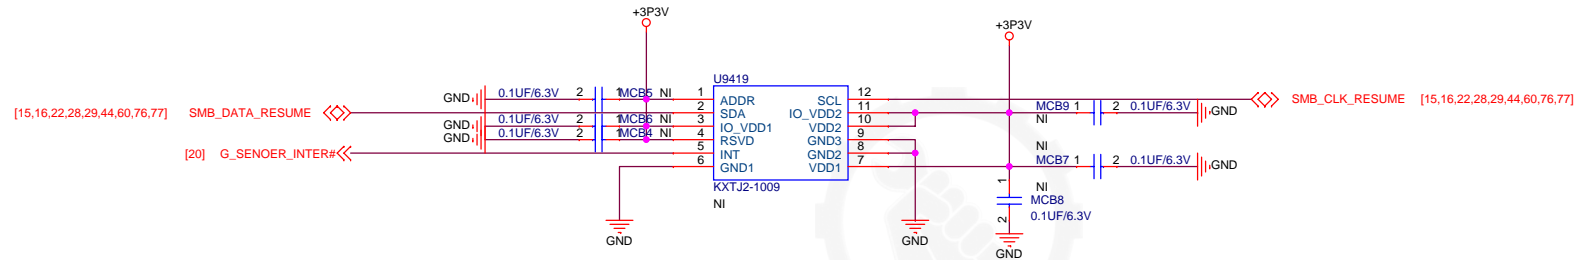 +3P3V
+3P3V
U9419
GND 0.1UF/6.3V 2 1 MCB5 NI 1 ADDR SCL 12
[15,16,22,28,29,44,60,76,77] SMB_DATA_RESUME 2 SDA IO_VDD2 11 MCB9 1 2 0.1UF/6.3V GND SMB_CLK_RESUME [15,16,22,28,29,44,60,76,77]
NI
GND 0.1UF/6.3V 2 1 MCB6 3 IO_VDD1 VDD2 10
GND 0.1UF/6.3V 2 1 MCB4 NI 4 RSVD GND3 9
NI
[20] G_SENOER_INTER# 5 INT GND2 8
6 GND1 VDD1 7 MCB7 1 2 0.1UF/6.3V GND
KXTJ2-1009
NI
1 NI
MCB8
2 0.1UF/6.3V
GND
GND
GND